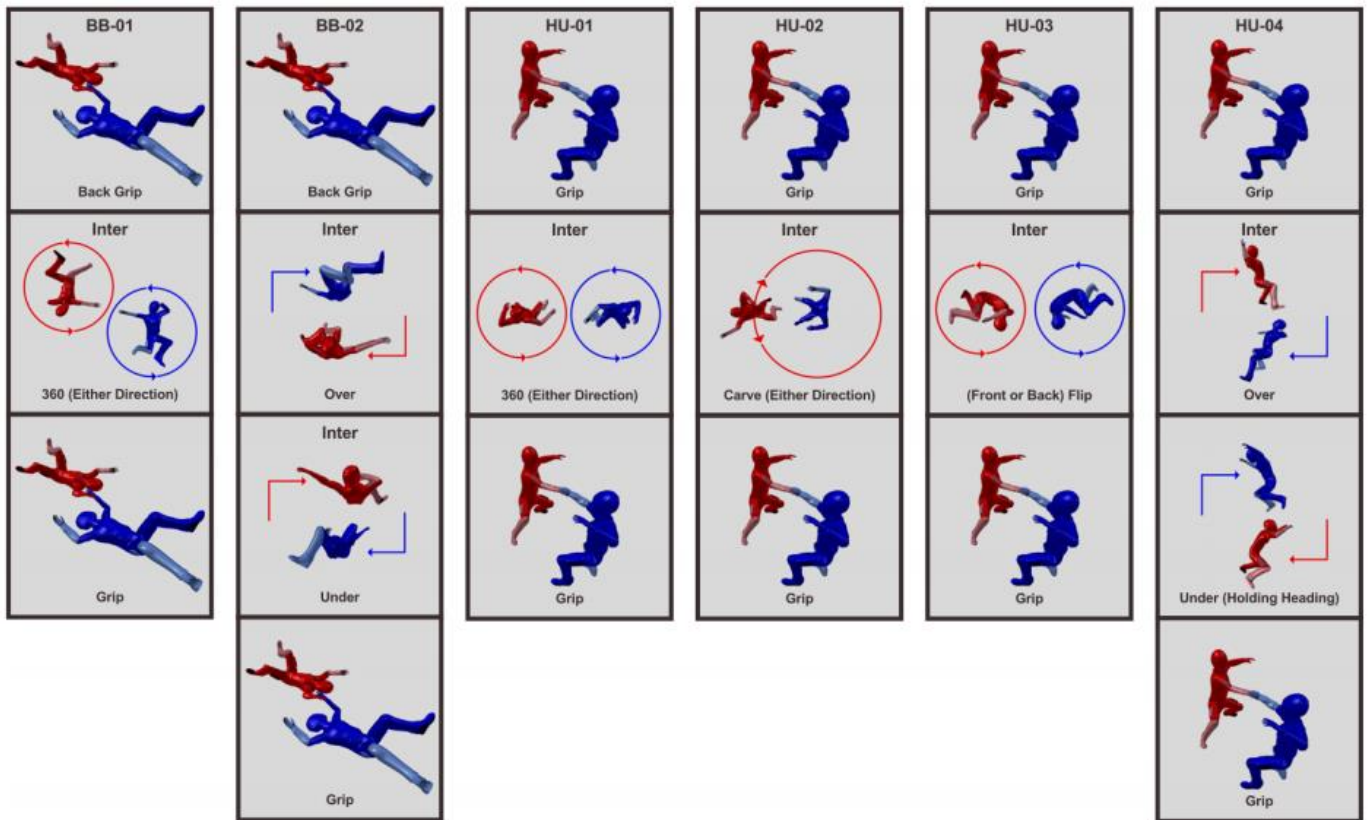 BB-01
Back Grip
Inter
360 (Either Direction)
Grip
BB-02
Back Grip
Inter
Over
Inter
Under
Grip
HU-01
Grip
Inter
360 (Either Direction)
Grip
HU-02
Grip
Inter
Carve (Either Direction)
Grip
HU-03
Grip
Inter
(Front or Back) Flip
Grip
HU-04
Grip
Inter
Over
Under (Holding Heading)
Grip